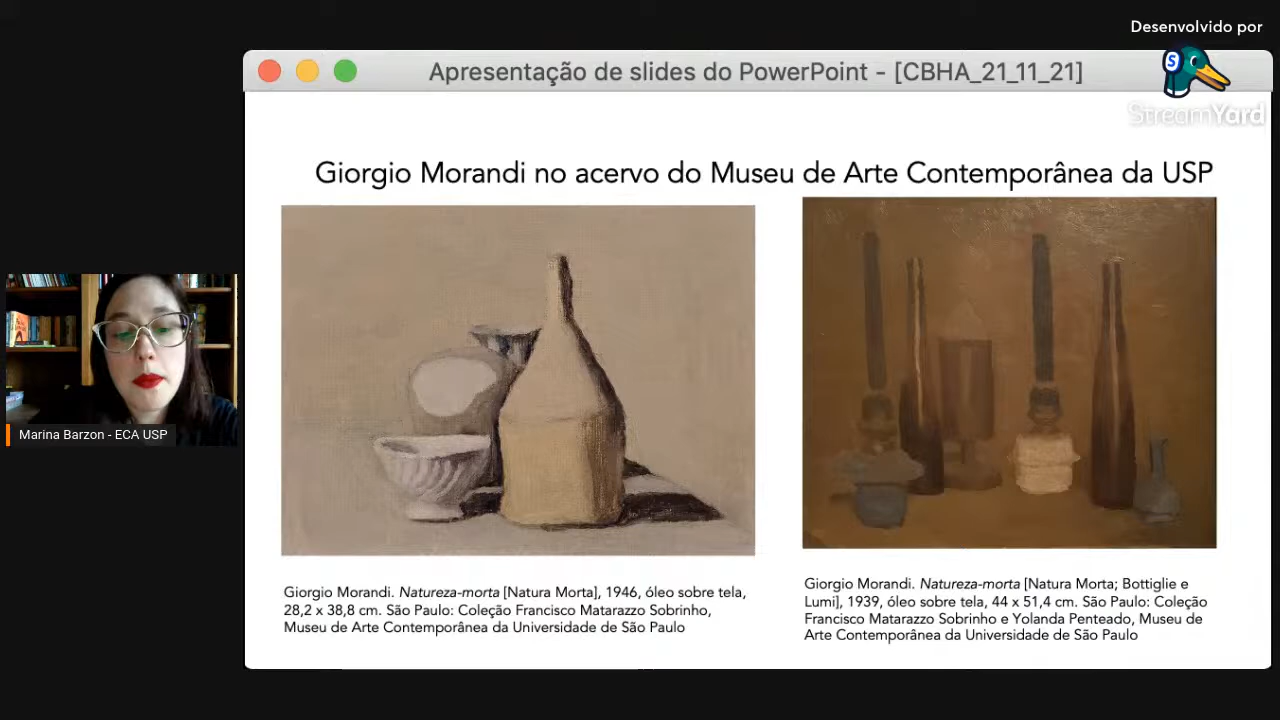 Desenvolvido por
Apresentação de slides do PowerPoint - [CBHA_21_11_21]
S
StreamYard
Giorgio Morandi no acervo do Museu de Arte Contemporânea da USP
Marina Barzon - ECA USP
Giorgio Morandi. Natureza-morta [Natura Morta], 1946, óleo sobre tela,
28,2 x 38,8 cm. São Paulo: Coleção Francisco Matarazzo Sobrinho,
Museu de Arte Contemporânea da Universidade de São Paulo
Giorgio Morandi. Natureza-morta [Natura Morta; Bottiglie e
Lumi], 1939, óleo sobre tela, 44 x 51,4 cm. São Paulo: Coleção
Francisco Matarazzo Sobrinho e Yolanda Penteado, Museu de
Arte Contemporânea da Universidade de São Paulo